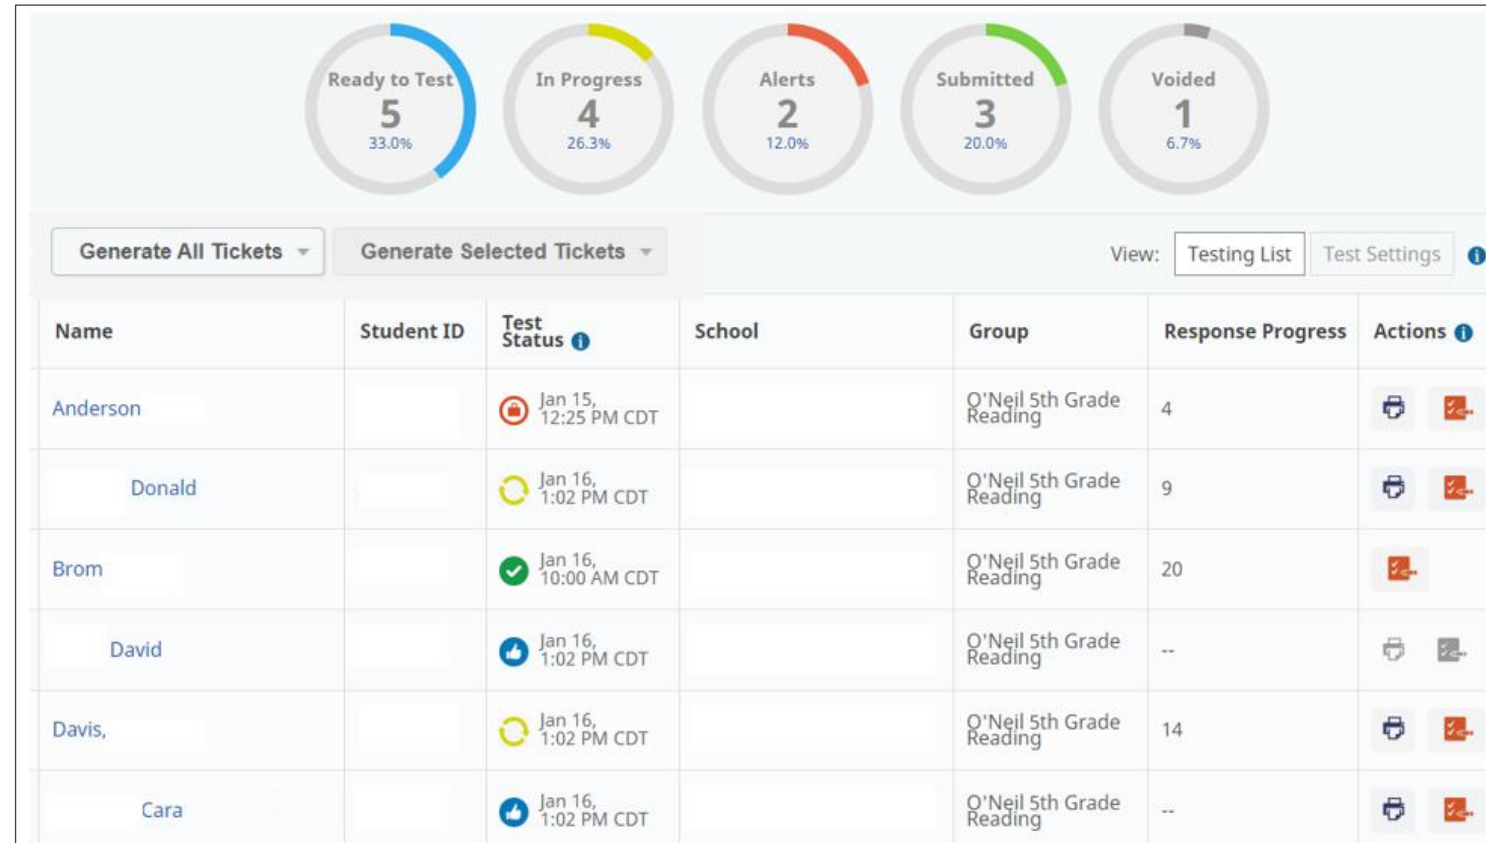 Ready to Test
5
33.0%
In Progress
4
26.3%
Alerts
2
12.0%
Submitted
3
20.0%
Voided
1
6.7%
Generate All Tickets
Generate Selected Tickets
View: Testing List Test Settings
Name Student ID Test Status School Group Response Progress Actions
Anderson
Jan 15,
12:25 PM CDT
O'Neil 5th Grade
Reading
4
Donald
Jan 16,
1:02 PM CDT
O'Neil 5th Grade
Reading
9
Brom
Jan 16,
10:00 AM CDT
O'Neil 5th Grade
Reading
20
David
Jan 16,
1:02 PM CDT
O'Neil 5th Grade
Reading
--
Davis,
Jan 16,
1:02 PM CDT
O'Neil 5th Grade
Reading
14
Cara
Jan 16,
1:02 PM CDT
O'Neil 5th Grade
Reading
--